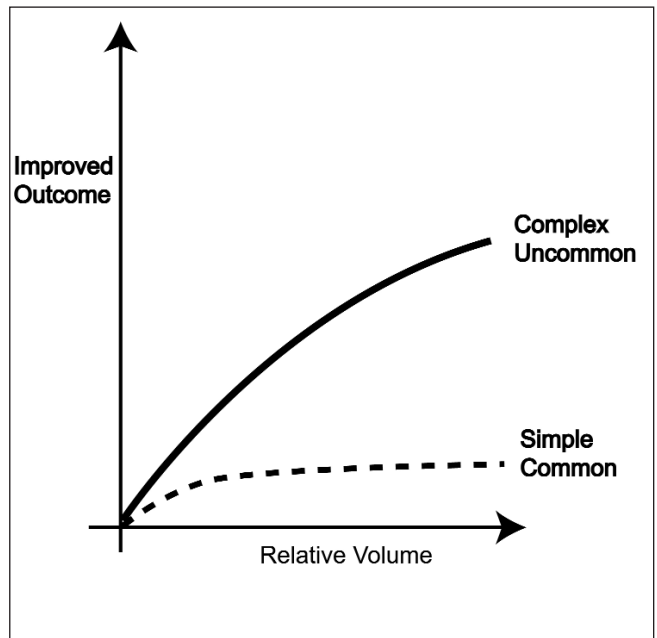 Improved
Outcome
Complex
Uncommon
Simple
Common
Relative Volume